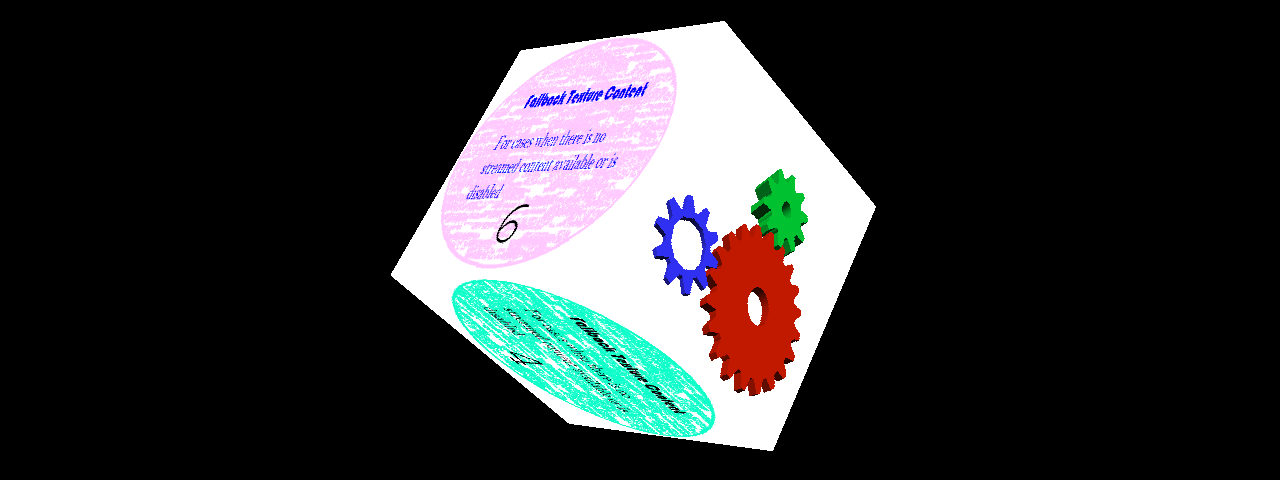 Fallback Texture Content
For cases when there is no
streamed content available or is
disabled
6
Fallback Texture Content
For cases when there is no
streamed content available or is
disabled